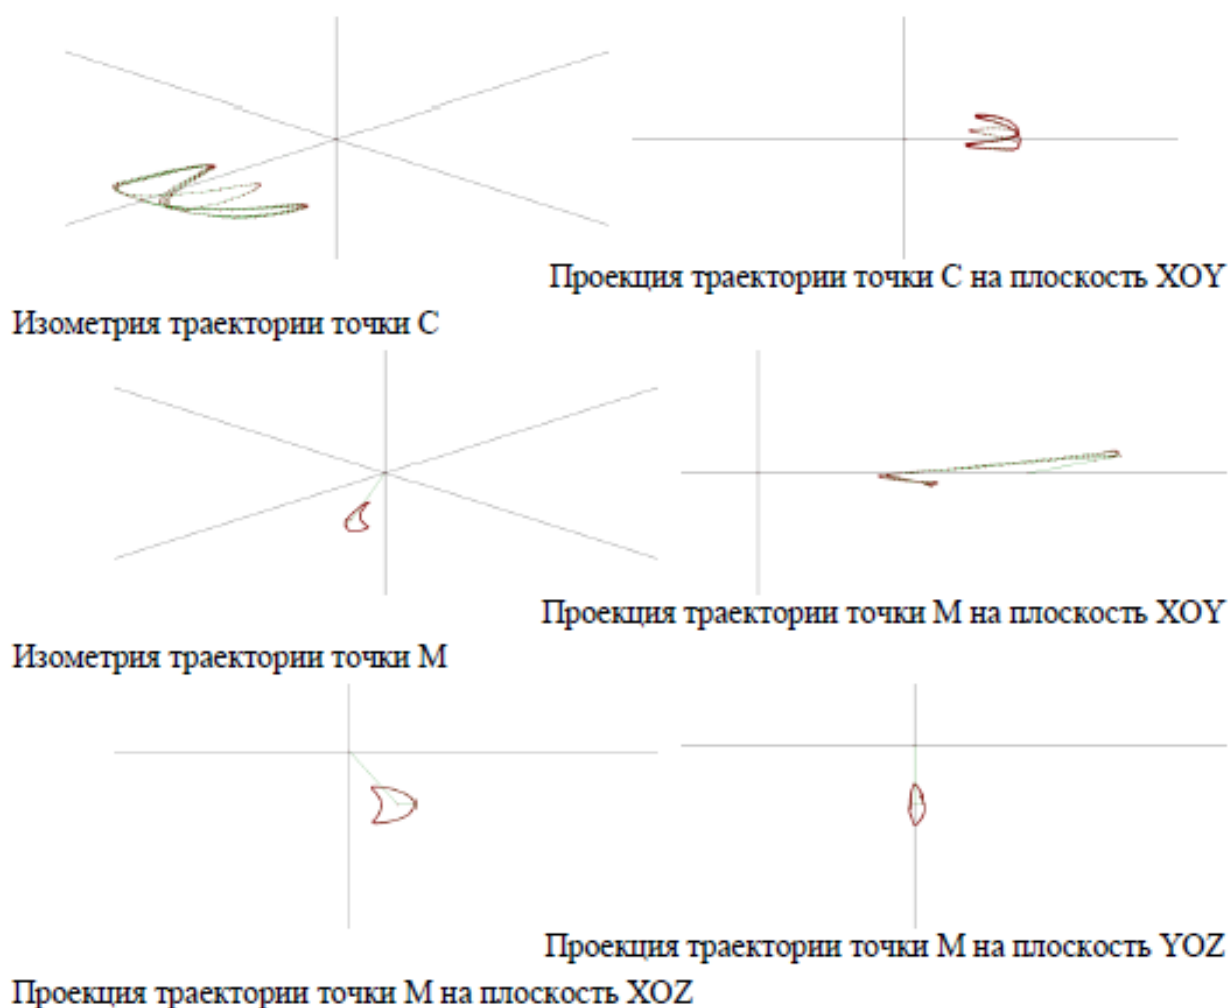 Проекция траектории точки С на плоскость XOY
Изометрия траектории точки С
Проекция траектории точки М на плоскость XOY
Изометрия траектории точки М
Проекция траектории точки М на плоскость YOZ
Проекция траектории точки М на плоскость XOZ